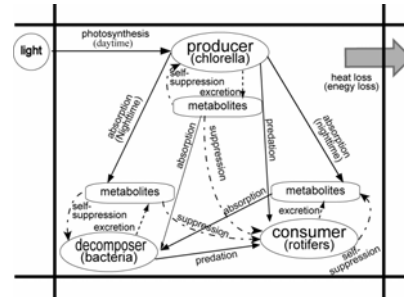 light
photosynthesis
(daytime)
producer
(chlorella)
heat loss
(enegy loss)
self-
suppression
excretion
metabolites
absorption
(Nighttime)
absorption
suppression
predation
absorption
(nighttime)
metabolites
metabolites
self-
suppression
excretion
suppression
absorption
excretion
decomposer
(bacteria)
predation
consumer
(rotifers)
self-
suppression